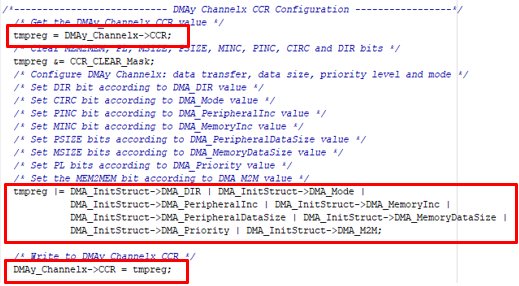 /*--------------------------- DMAy Channelx CCR Configuration -----------------*/
/* Get the DMAy_Channelx CCR value */
tmpreg = DMAy_Channelx->CCR;
/* Clear MEM2MEM, PL, MSIZE, PSIZE, MINC, PINC, CIRC and DIR bits */
tmpreg &= CCR_CLEAR_Mask;
/* Configure DMAy Channelx: data transfer, data size, priority level and mode */
/* Set DIR bit according to DMA_DIR value */
/* Set CIRC bit according to DMA_Mode value */
/* Set PINC bit according to DMA_PeripheralInc value */
/* Set MINC bit according to DMA_MemoryInc value */
/* Set PSIZE bits according to DMA_PeripheralDataSize value */
/* Set MSIZE bits according to DMA_MemoryDataSize value */
/* Set PL bits according to DMA_Priority value */
/* Set the MEM2MEM bit according to DMA_M2M value */
tmpreg |= DMA_InitStruct->DMA_DIR | DMA_InitStruct->DMA_Mode |
DMA_InitStruct->DMA_PeripheralInc | DMA_InitStruct->DMA_MemoryInc |
DMA_InitStruct->DMA_PeripheralDataSize | DMA_InitStruct->DMA_MemoryDataSize |
DMA_InitStruct->DMA_Priority | DMA_InitStruct->DMA_M2M;
/* Write to DMAy Channelx CCR */
DMAy_Channelx->CCR = tmpreg;